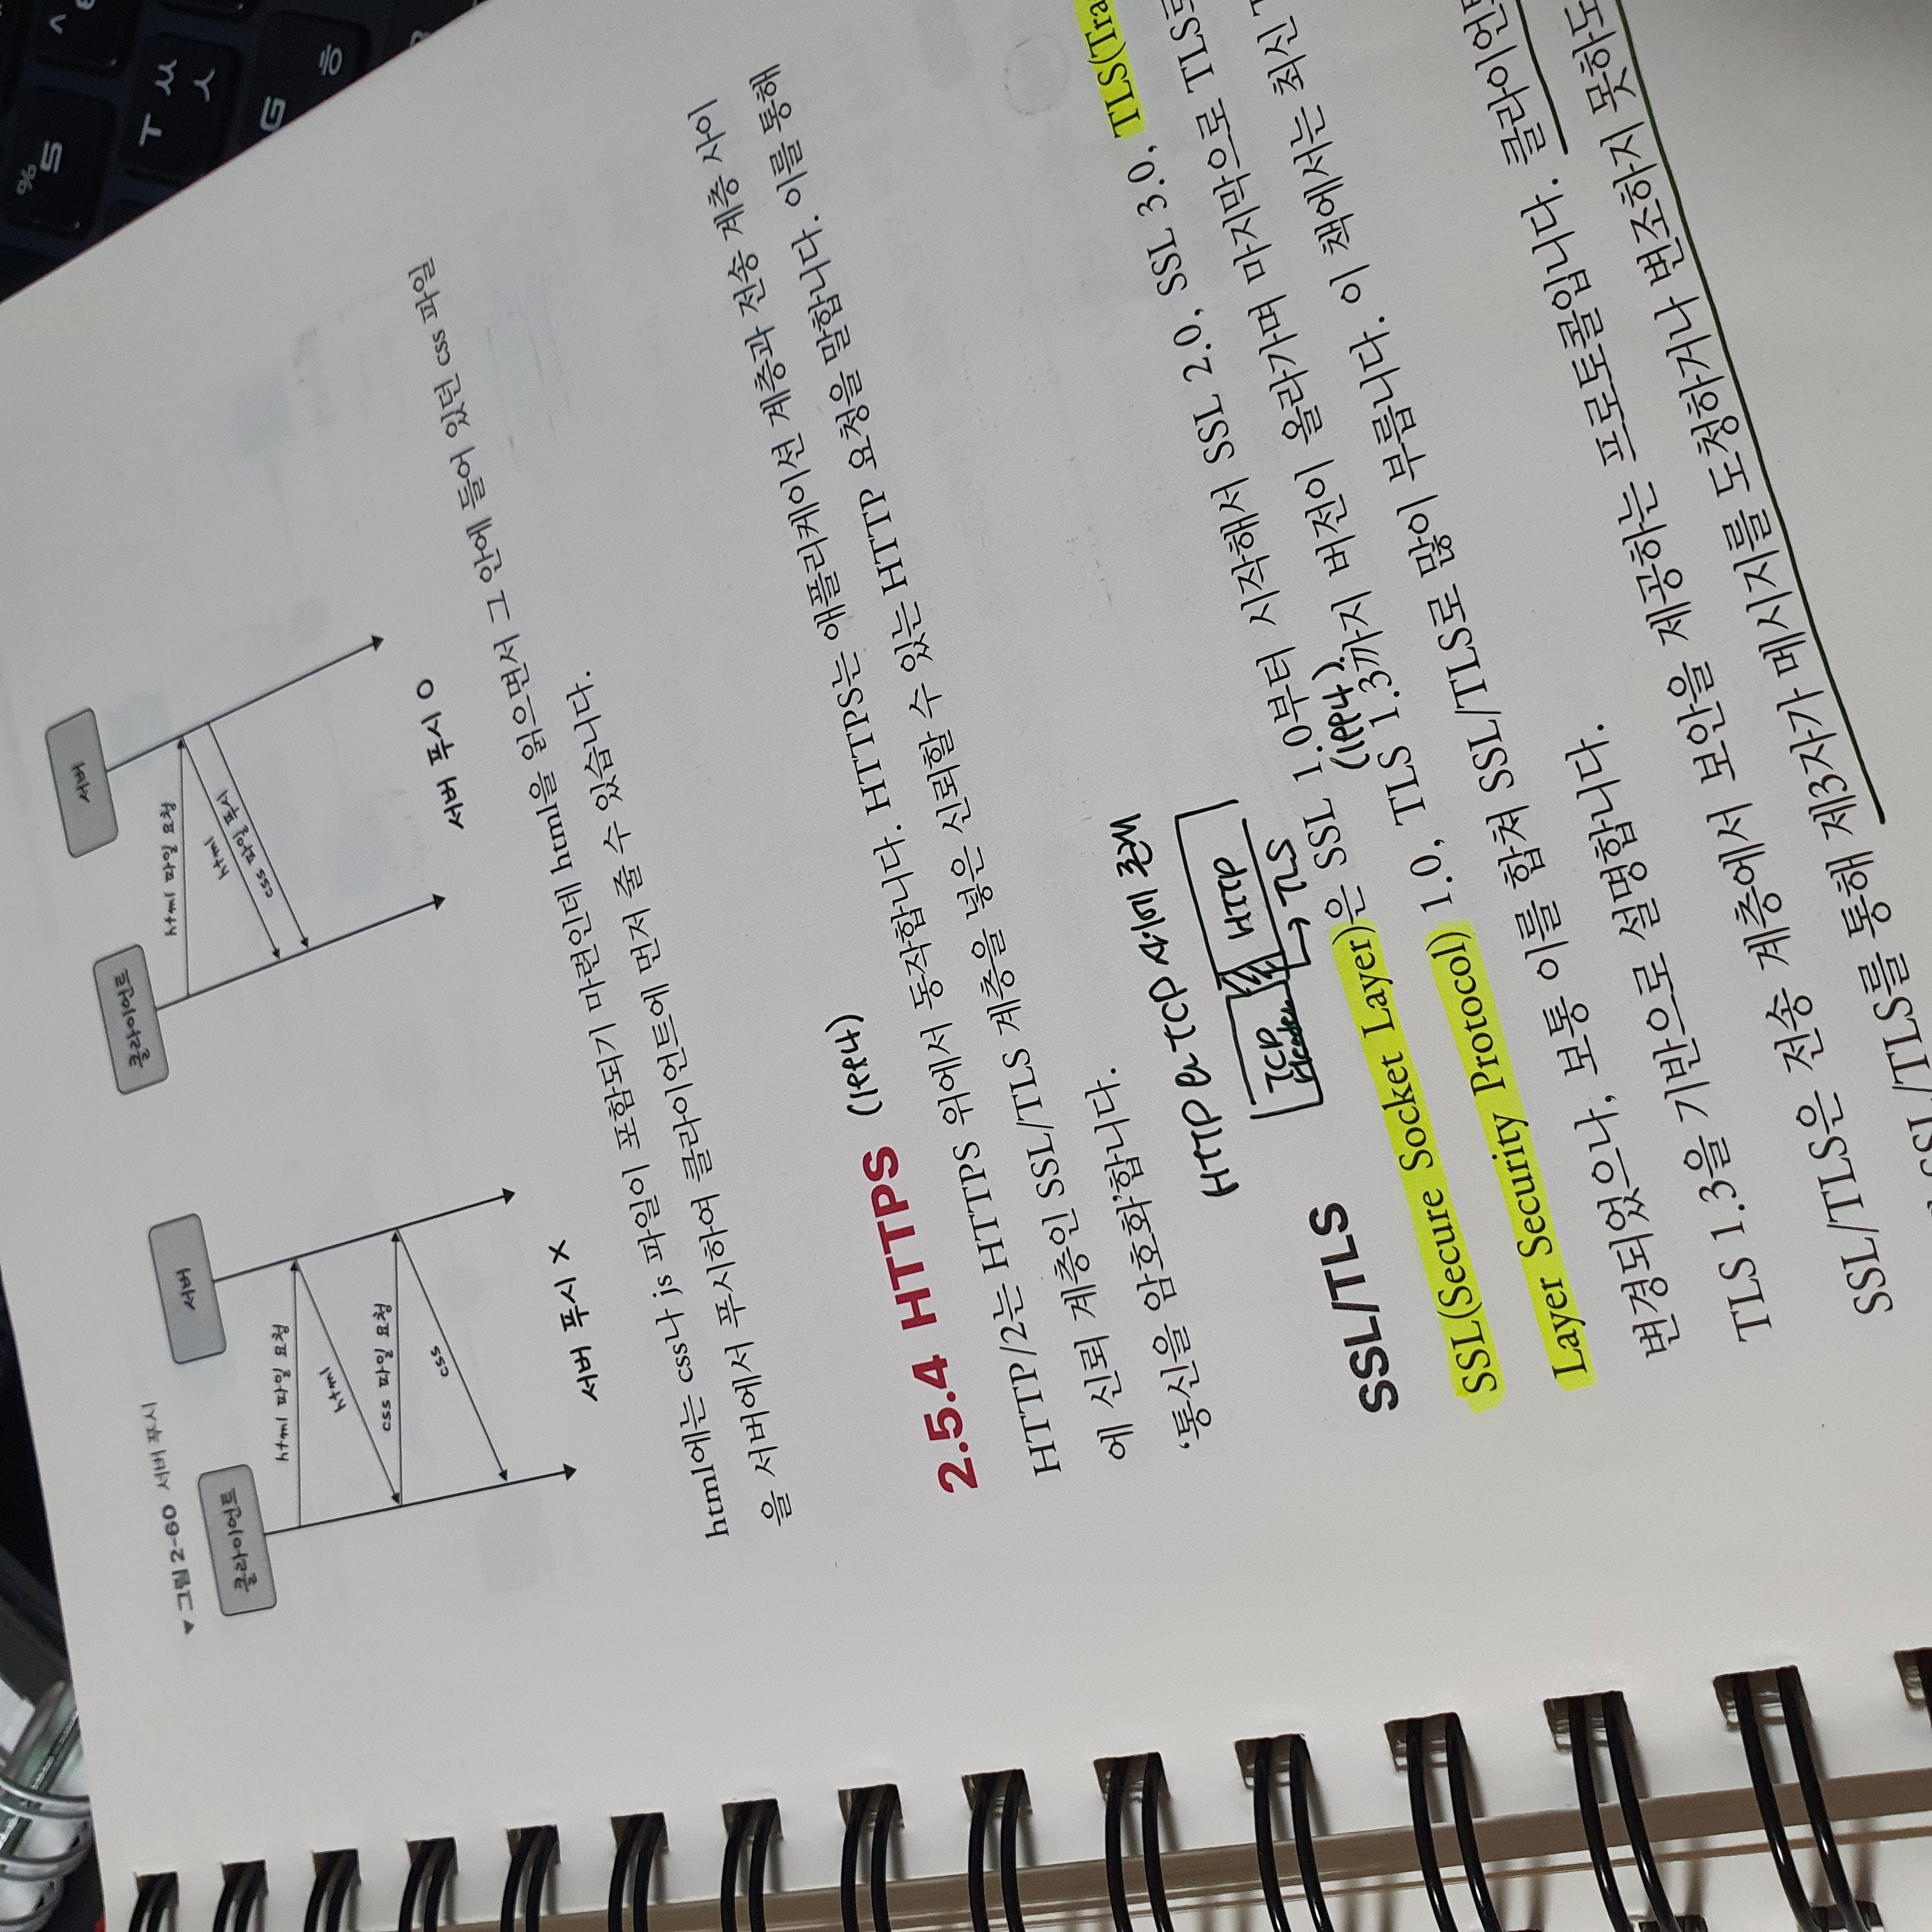 ▼ 그림 2-60 서버 푸시
클라이언트
서버
html 파일 요청
html
css 파일 요청
css
서버 푸시 X
클라이언트
서버
html 파일 요청
html
css 파일 푸시
서버 푸시 O
html에는 css나 js 파일이 포함되기 마련인데 html을 읽으면서 그 안에 들어 있던 css 파일
을 서버에서 푸시하여 클라이언트에 먼저 줄 수 있습니다.
2.5.4 HTTPS (1994)
HTTP/2는 HTTPS 위에서 동작합니다. HTTPS는 애플리케이션 계층과 전송 계층 사이
에 신뢰 계층인 SSL/TLS 계층을 넣은 신뢰할 수 있는 HTTP 요청을 말합니다. 이를 통해
‘통신을 암호화’합니다.
HTTP와 TCP 사이에 존재
TCP Header
HTTP
→ TLS
SSL/TLS
SSL(Secure Socket Layer)은 SSL 1.0부터 시작해서 SSL 2.0, SSL 3.0, TLS(Tra
(1994)
Layer Security Protocol) 1.0, TLS 1.3까지 버전이 올라가며 마지막으로 TLS로
변경되었으나, 보통 이를 합쳐 SSL/TLS로 많이 부릅니다. 이 책에서는 최신 T
TLS 1.3을 기반으로 설명합니다.
SSL/TLS은 전송 계층에서 보안을 제공하는 프로토콜입니다. 클라이언트
SSL/TLS를 통해 제3자가 메시지를 도청하거나 변조하지 못하도
% 5
ㅜ ㅆ ㅅ
G ㅎ